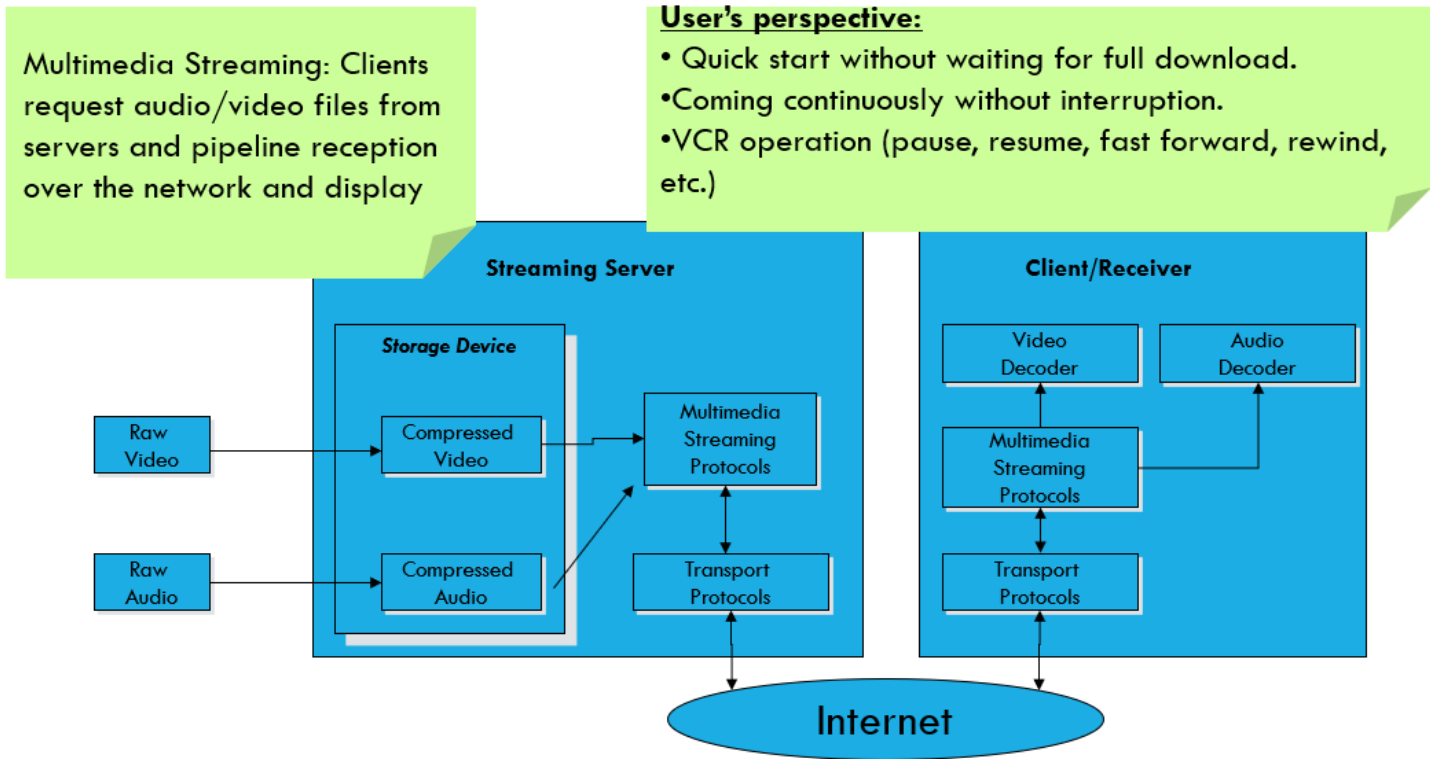 Multimedia Streaming: Clients
request audio/video files from
servers and pipeline reception
over the network and display
User's perspective:
• Quick start without waiting for full download.
•Coming continuously without interruption.
•VCR operation (pause, resume, fast forward, rewind,
etc.)
Streaming Server
Storage Device
Raw
Video
Compressed
Video
Multimedia
Streaming
Protocols
Raw
Audio
Compressed
Audio
Transport
Protocols
Client/Receiver
Video
Decoder
Audio
Decoder
Multimedia
Streaming
Protocols
Transport
Protocols
Internet